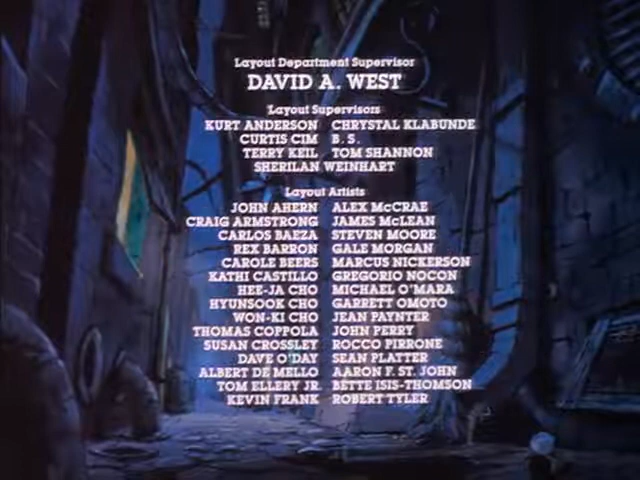 Layout Department Supervisor
DAVID A. WEST
Layout Supervisors
KURT ANDERSON CHRYSTAL KLABUNDE
CURTIS CIM B. S.
TERRY KEIL TOM SHANNON
SHERILAN WEINHART
Layout Artists
JOHN AHERN ALEX McCRAE
CRAIG ARMSTRONG JAMES McLEAN
CARLOS BAEZA STEVEN MOORE
REX BARRON GALE MORGAN
CAROLE BEERS MARCUS NICKERSON
KATHI CASTILLO GREGORIO NOCON
HEE-JA CHO MICHAEL O'MARA
HYUNSOOK CHO GARRETT OMOTO
WON-KI CHO JEAN PAYNTER
THOMAS COPPOLA JOHN PERRY
SUSAN CROSSLEY ROCCO PIRRONE
DAVE O'DAY SEAN PLATTER
ALBERT DE MELLO AARON F. ST. JOHN
TOM ELLERY JR. BETTE ISIS-THOMSON
KEVIN FRANK ROBERT TYLER